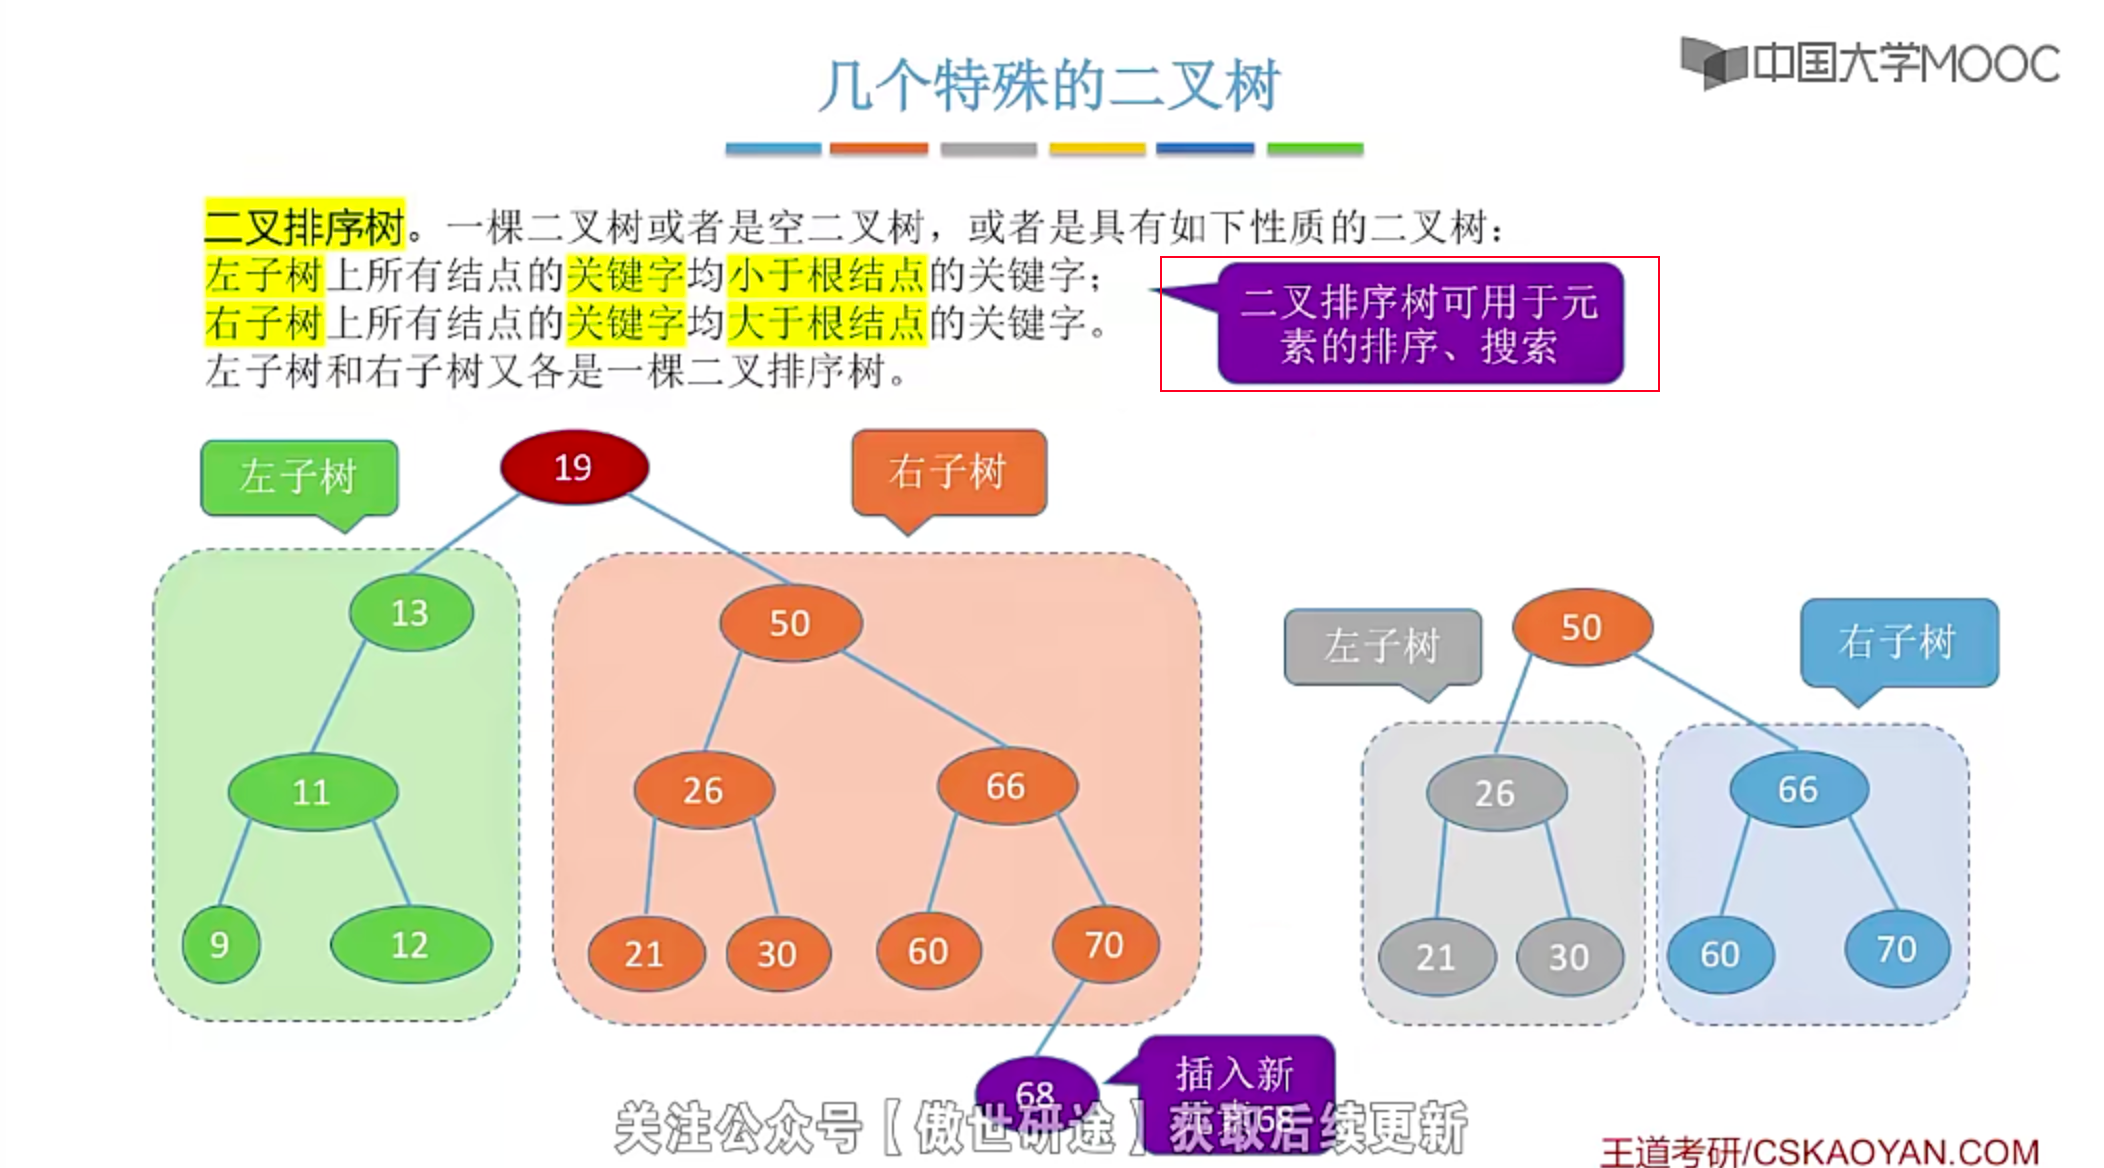 中国大学MOOC
几个特殊的二叉树
二叉排序树。一棵二叉树或者是空二叉树，或者是具有如下性质的二叉树：
左子树上所有结点的关键字均小于根结点的关键字；
右子树上所有结点的关键字均大于根结点的关键字。
左子树和右子树又各是一棵二叉排序树。
二叉排序树可用于元
素的排序、搜索
左子树
19
右子树
13
50
11
26
66
9
12
21
30
60
70
68
左子树
50
右子树
26
66
21
30
60
70
插入新
68
关注公众号【傲世研途】获取后续更新
王道考研/CSKAOYAN.COM